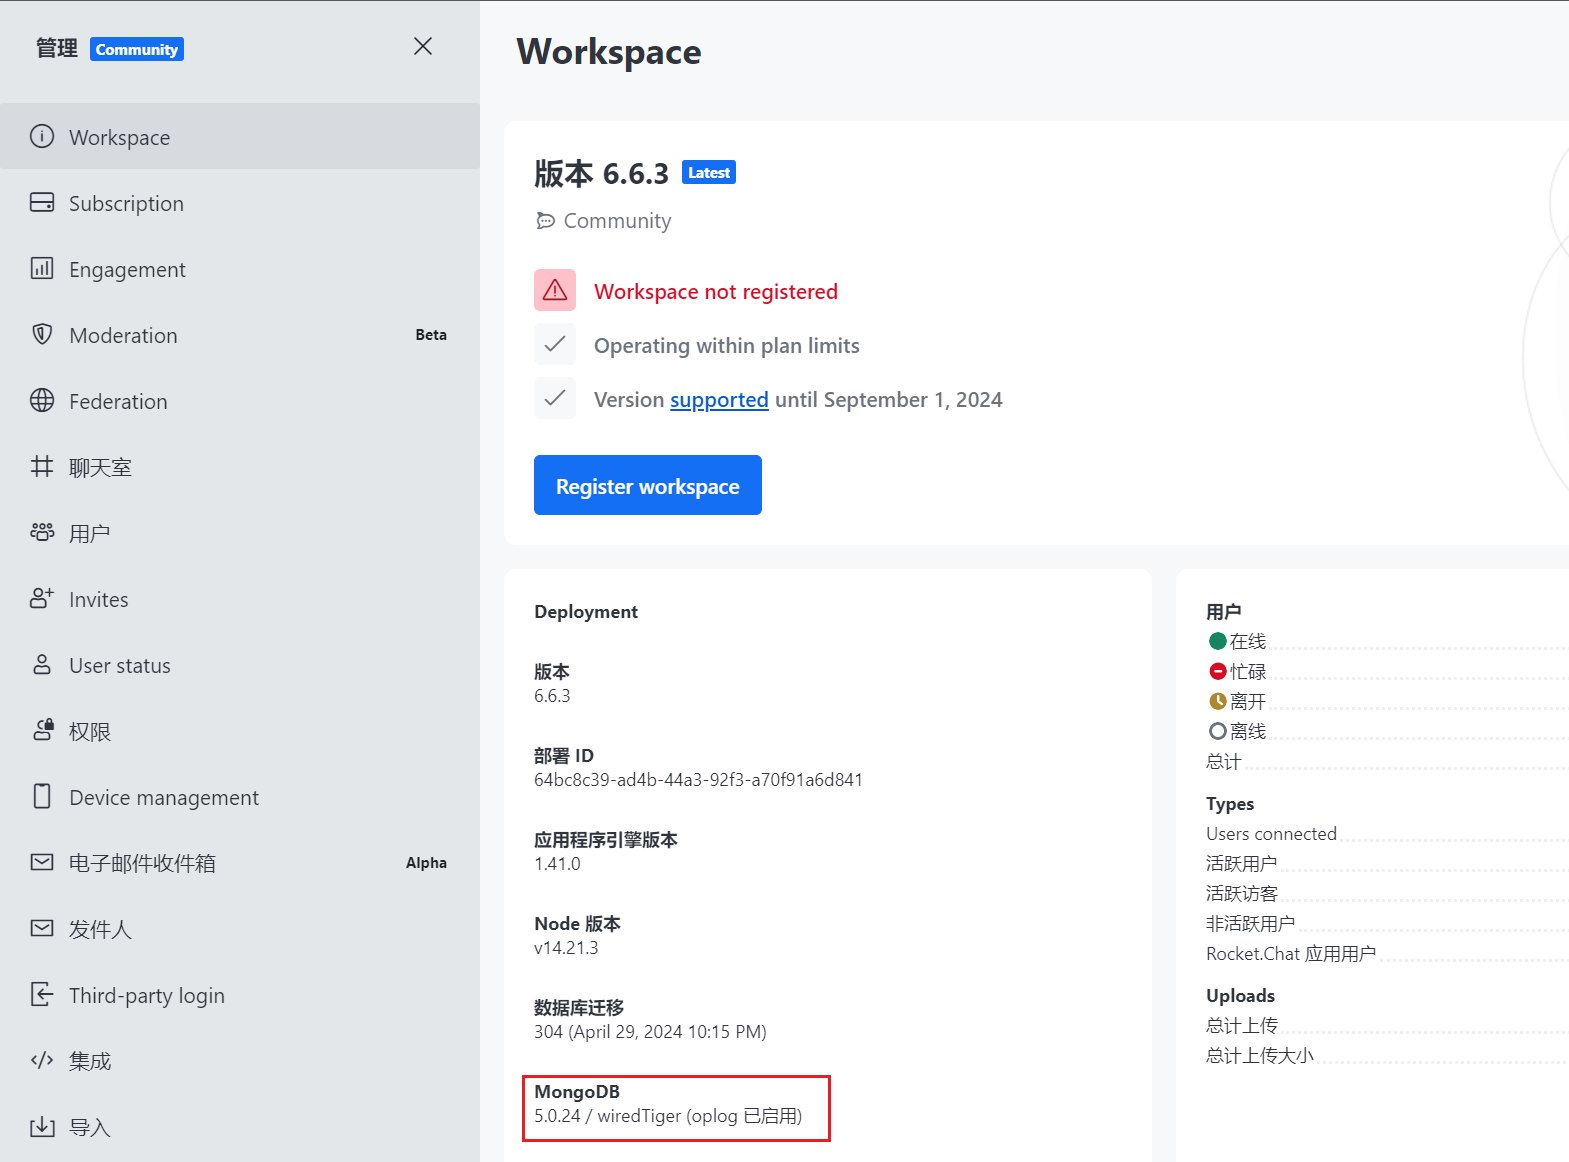 管理 Community
Workspace
Subscription
Engagement
Moderation Beta
Federation
聊天室
用户
Invites
User status
权限
Device management
电子邮件收件箱 Alpha
发件人
Third-party login
集成
导入
Workspace
版本 6.6.3 Latest
Community
Workspace not registered
Operating within plan limits
Version supported until September 1, 2024
Register workspace
Deployment
版本
6.6.3
部署 ID
64bc8c39-ad4b-44a3-92f3-a70f91a6d841
应用程序引擎版本
1.41.0
Node 版本
v14.21.3
数据库迁移
304 (April 29, 2024 10:15 PM)
MongoDB
5.0.24 / wiredTiger (oplog 已启用)
用户
在线
忙碌
离开
离线
总计
Types
Users connected
活跃用户
活跃访客
非活跃用户
Rocket.Chat 应用用户
Uploads
总计上传
总计上传大小